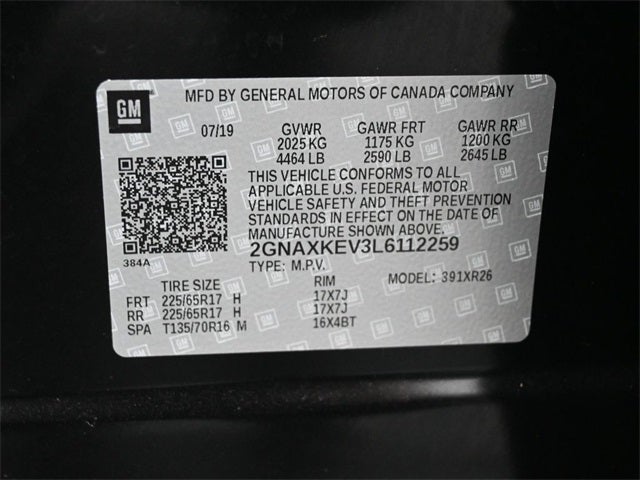 GM
MFD BY GENERAL MOTORS OF CANADA COMPANY
07/19 GVWR GAWR FRT GAWR RR
2025 KG 1175 KG 1200 KG
4464 LB 2590 LB 2645 LB
THIS VEHICLE CONFORMS TO ALL
APPLICABLE U.S. FEDERAL MOTOR
VEHICLE SAFETY AND THEFT PREVENTION
STANDARDS IN EFFECT ON THE DATE OF
MANUFACTURE SHOWN ABOVE.
384A
2GNAXKEV3L6112259
TYPE: M.P.V. MODEL: 391XR26
TIRE SIZE RIM
FRT 225/65R17 H 17X7J
RR 225/65R17 H 17X7J
SPA T135/70R16 M 16X4BT